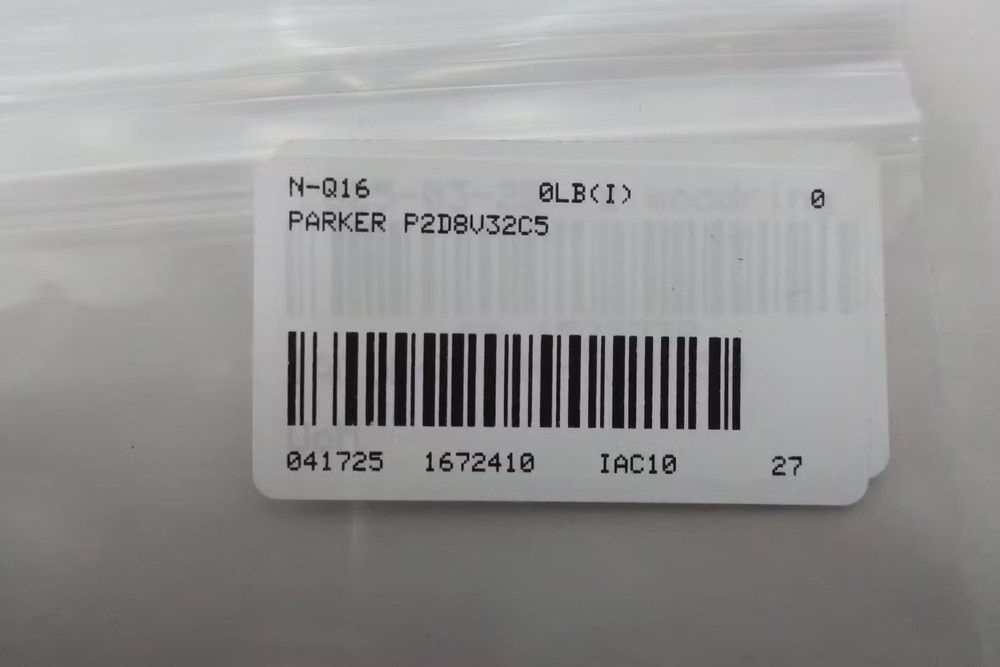 N-Q16 0LB(I) 0
PARKER P2D8V32C5
041725 1672410 IAC10 27